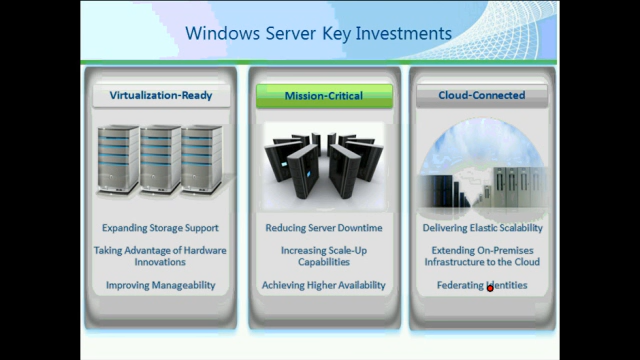 Windows Server Key Investments
Virtualization-Ready
Expanding Storage Support
Taking Advantage of Hardware
Innovations
Improving Manageability
Mission-Critical
Reducing Server Downtime
Increasing Scale-Up
Capabilities
Achieving Higher Availability
Cloud-Connected
Delivering Elastic Scalability
Extending On-Premises
Infrastructure to the Cloud
Federating Identities